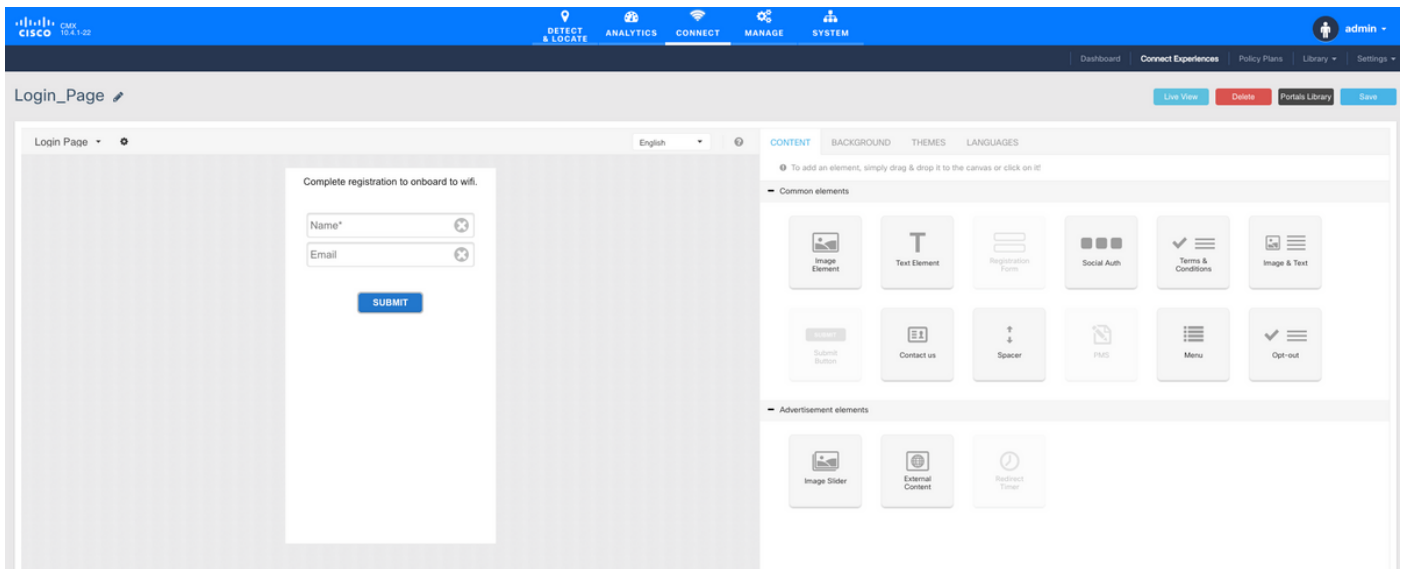 CISCO CMX
10.4.1-22
DETECT
& LOCATE
ANALYTICS
CONNECT
MANAGE
SYSTEM
admin
Dashboard
Connect Experiences
Policy Plans
Library
Settings
Login_Page
Live View
Delete
Portals Library
Save
Login Page
English
Complete registration to onboard to wifi.
Name*
Email
SUBMIT
CONTENT
BACKGROUND
THEMES
LANGUAGES
To add an element, simply drag & drop it to the canvas or click on it!
Common elements
Image
Element
Text Element
Registration
Form
Social Auth
Terms &
Conditions
Image & Text
SUBMIT
Submit
Button
Contact us
Spacer
PMS
Menu
Opt-out
Advertisement elements
Image Slider
External
Content
Redirect
Timer